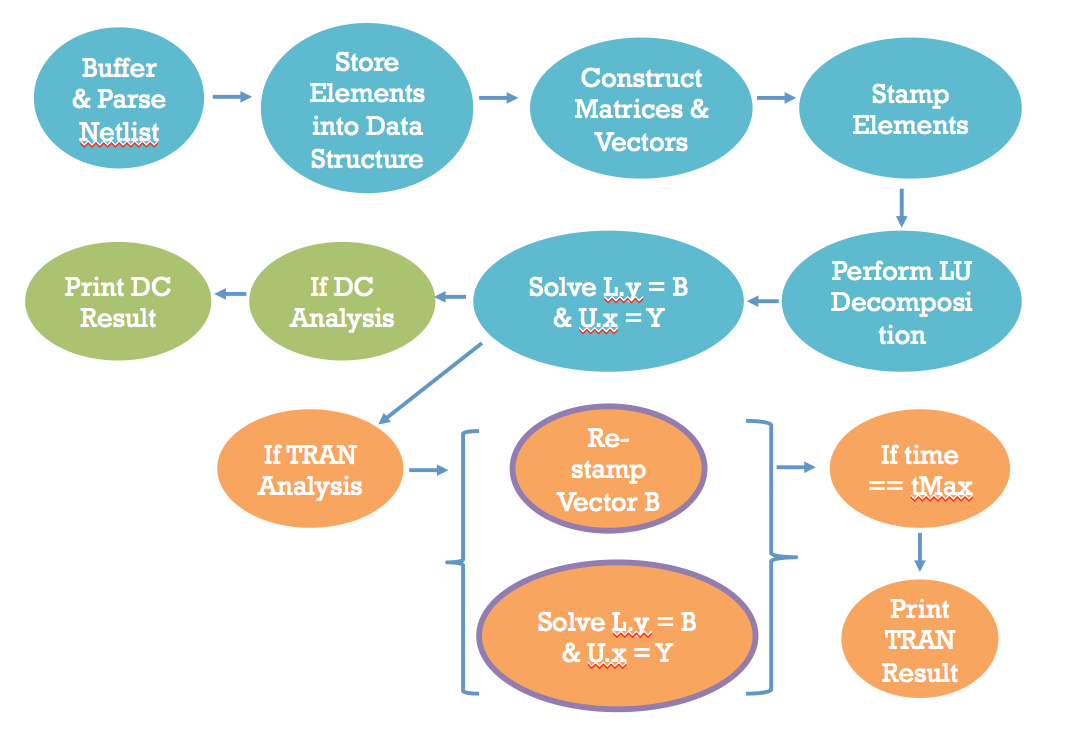 Buffer
& Parse
Netlist
Store
Elements
into Data
Structure
Construct
Matrices &
Vectors
Stamp
Elements
Print DC
Result
If DC
Analysis
Solve L.y = B
& U.x = Y
Perform LU
Decomposi
tion
If TRAN
Analysis
Re-
stamp
Vector B
Solve L.y = B
& U.x = Y
If time
== tMax
Print
TRAN
Result